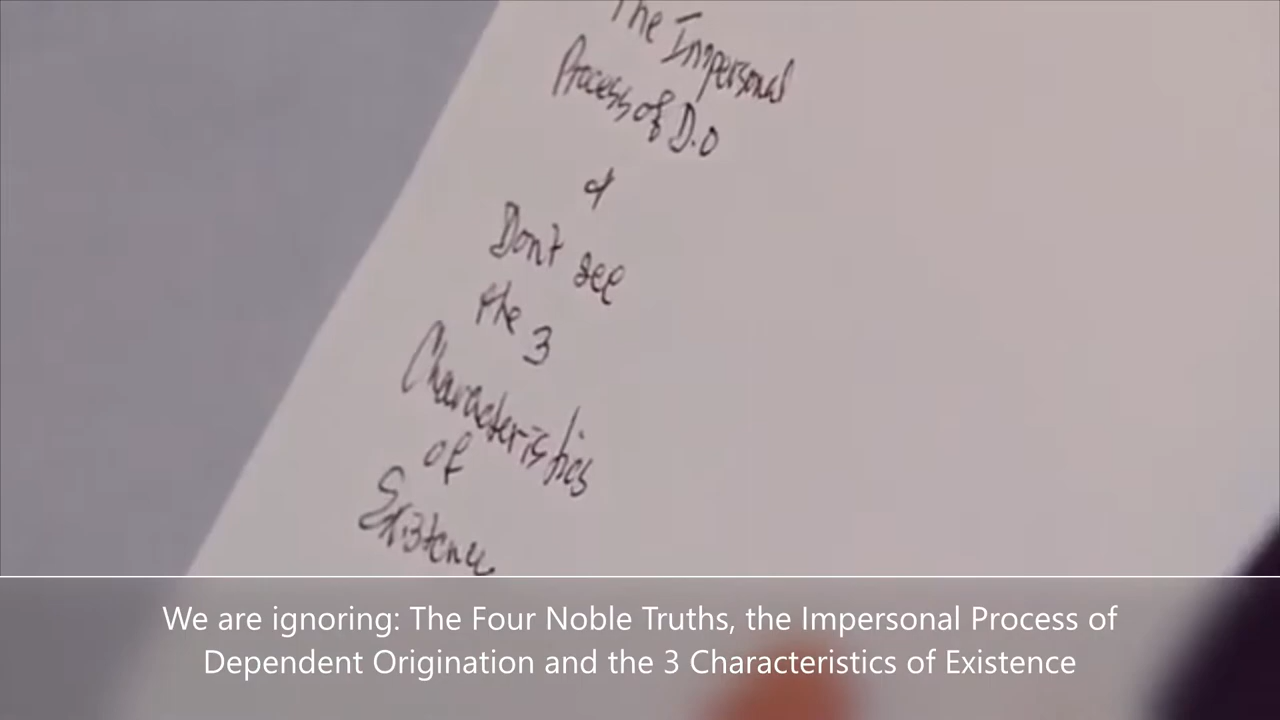 The Impersonal
Process of D.O
&
Don't see
the 3
Characteristics
of
Existence
We are ignoring: The Four Noble Truths, the Impersonal Process of
Dependent Origination and the 3 Characteristics of Existence